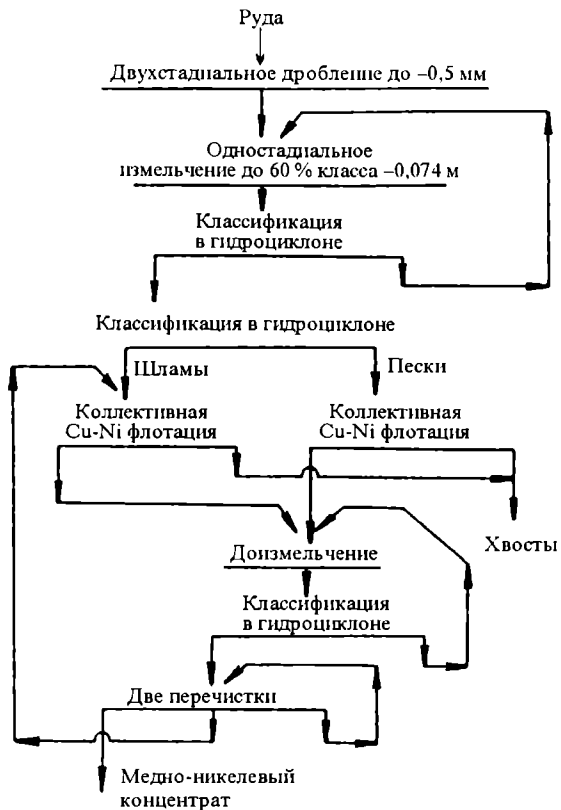 Руда
Двухстадиальное дробление до –0,5 мм
Одностадиальное
измельчение до 60 % класса –0,074 м
Классификация
в гидроциклоне
Классификация в гидроциклоне
Шламы
Пески
Коллективная
Cu-Ni флотация
Коллективная
Cu-Ni флотация
Хвосты
Доизмельчение
Классификация
в гидроциклоне
Две перечистки
Медно-никелевый
концентрат